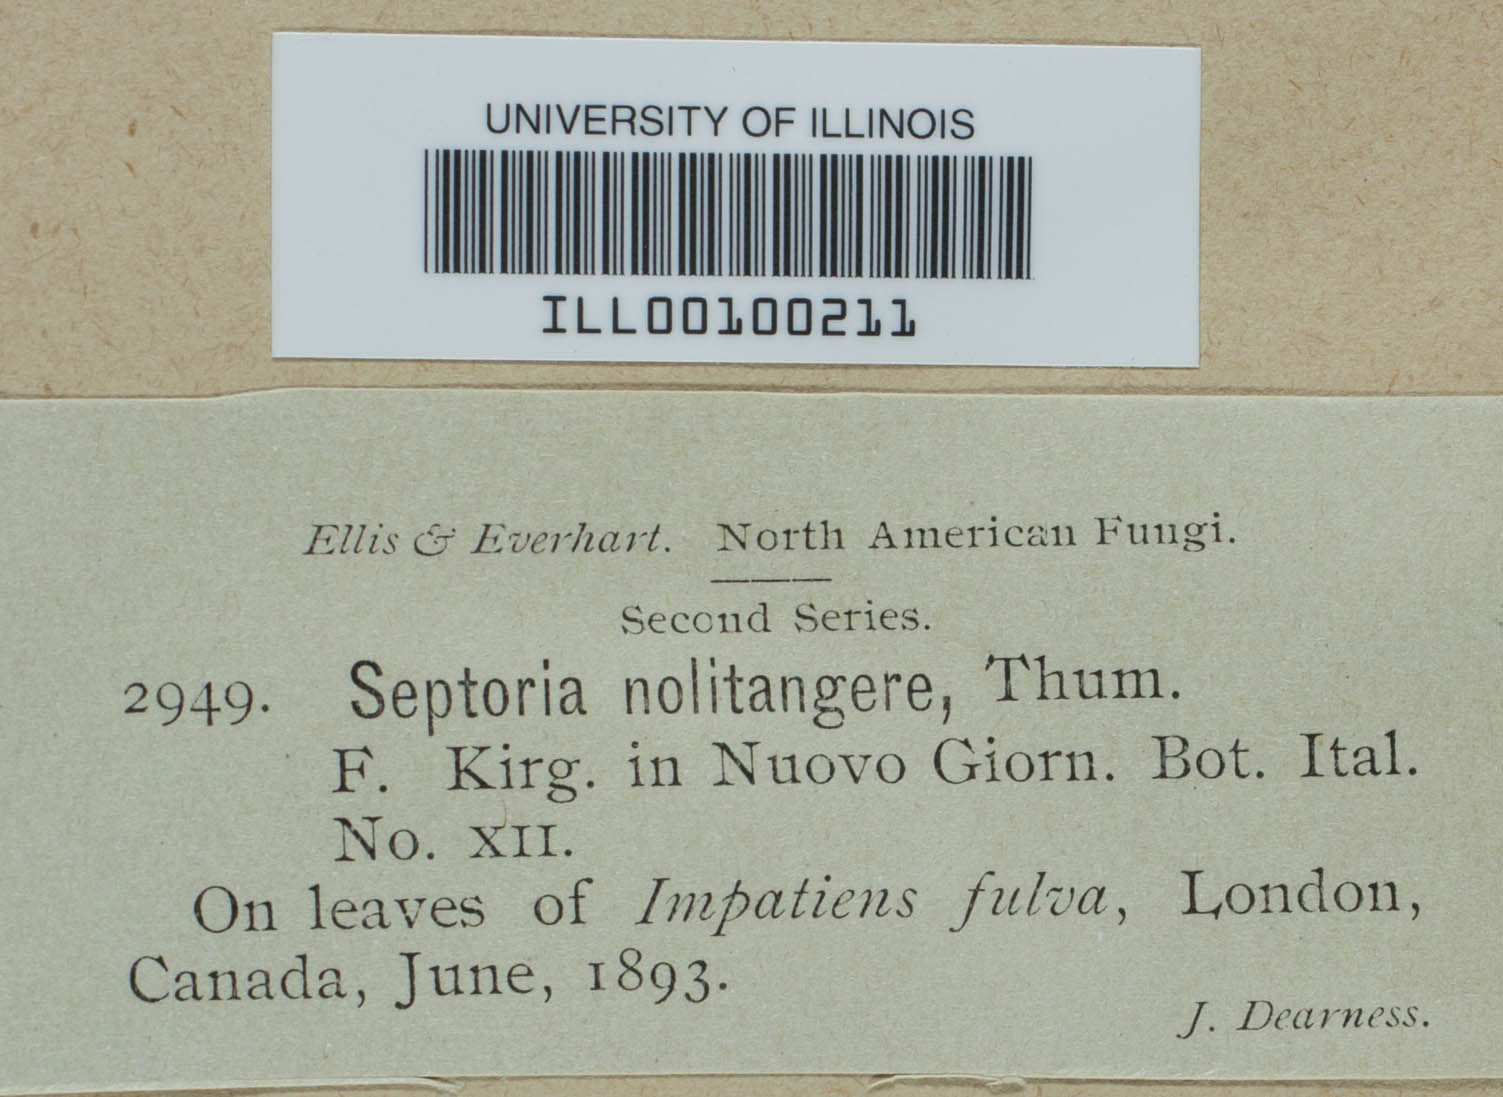 UNIVERSITY OF ILLINOIS
ILL00100211
Ellis & Everhart. North American Fungi.
Second Series.
2949. Septoria nolitangere, Thum.
F. Kirg. in Nuovo Giorn. Bot. Ital.
No. XII.
On leaves of Impatiens fulva, London,
Canada, June, 1893.
J. Dearness.